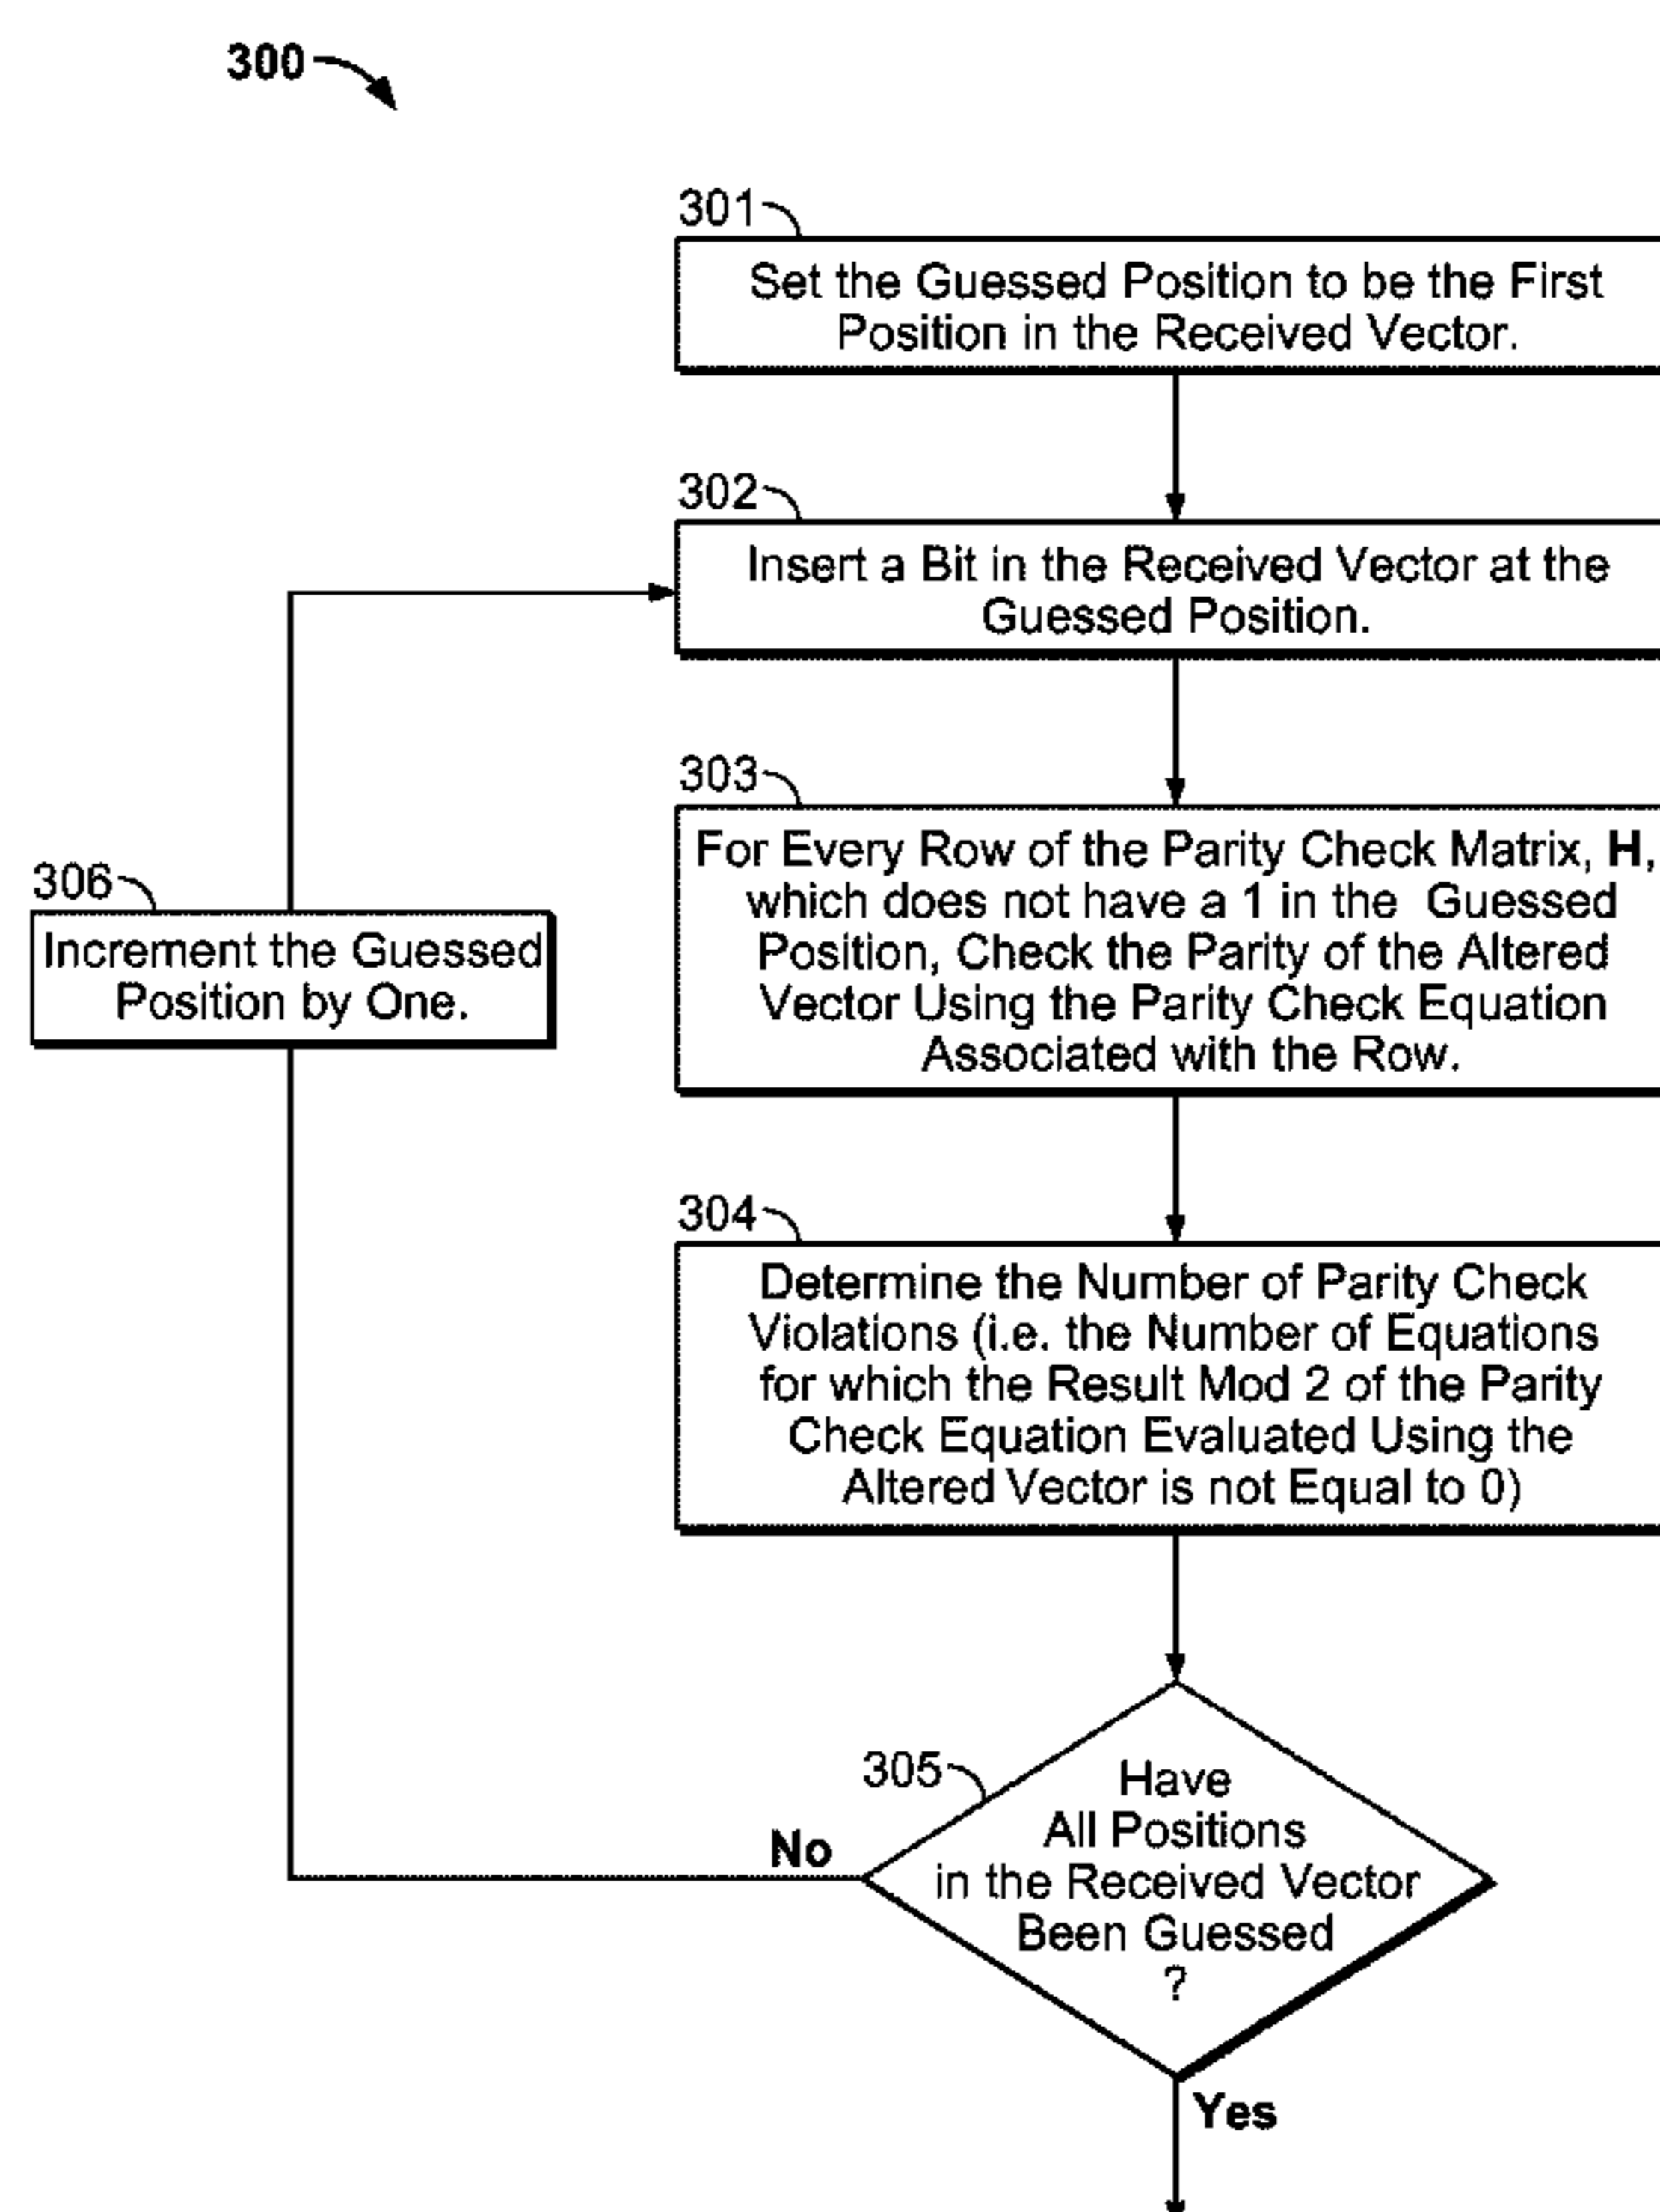 300
301
Set the Guessed Position to be the First
Position in the Received Vector.
302
Insert a Bit in the Received Vector at the
Guessed Position.
303
For Every Row of the Parity Check Matrix, H,
which does not have a 1 in the Guessed
Position, Check the Parity of the Altered
Vector Using the Parity Check Equation
Associated with the Row.
306
Increment the Guessed
Position by One.
304
Determine the Number of Parity Check
Violations (i.e. the Number of Equations
for which the Result Mod 2 of the Parity
Check Equation Evaluated Using the
Altered Vector is not Equal to 0)
305
Have
All Positions
in the Received Vector
Been Guessed
?
No
Yes